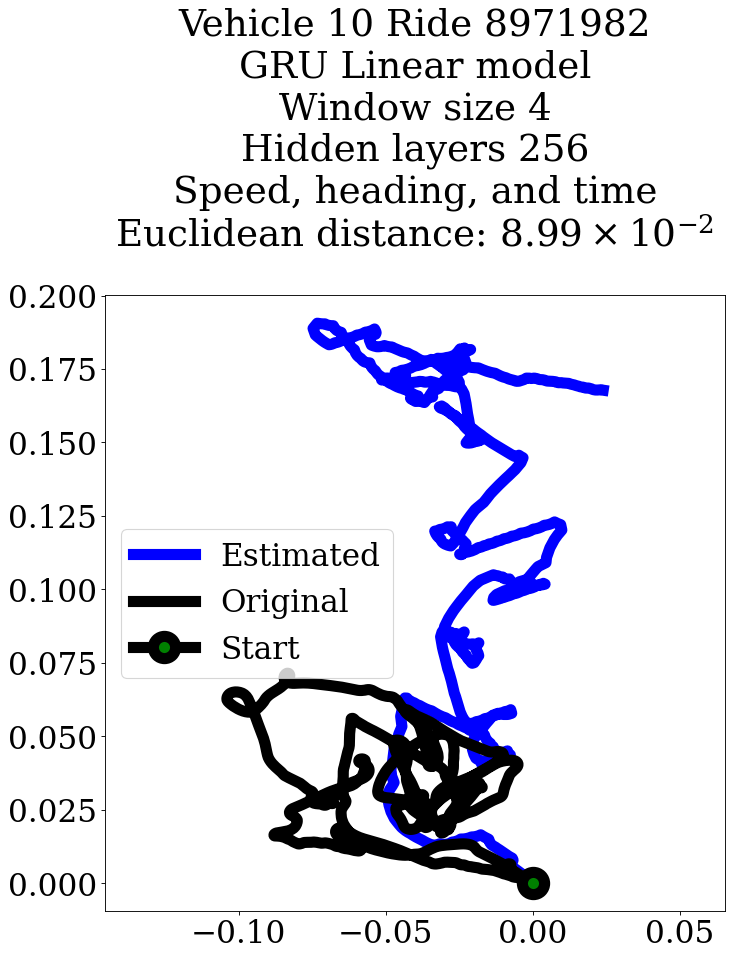 Vehicle 10 Ride 8971982
GRU Linear model
Window size 4
Hidden layers 256
Speed, heading, and time
Euclidean distance: 8.99 × 10⁻²
0.200
0.175
0.150
0.125
0.100
0.075
0.050
0.025
0.000
Estimated
Original
Start
−0.10
−0.05
0.00
0.05